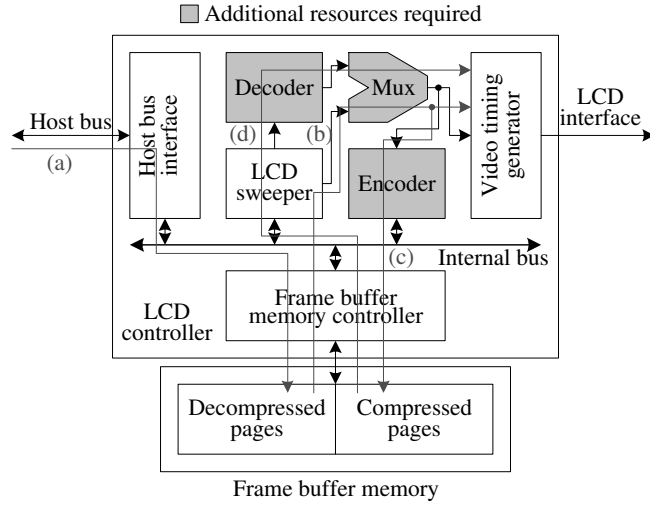 Additional resources required
Decoder
Mux
Host bus
interface
Video timing
generator
LCD
interface
Host bus
(a)
(d)
(b)
LCD
sweeper
Encoder
(c)
Internal bus
LCD
controller
Frame buffer
memory controller
Decompressed
pages
Compressed
pages
Frame buffer memory